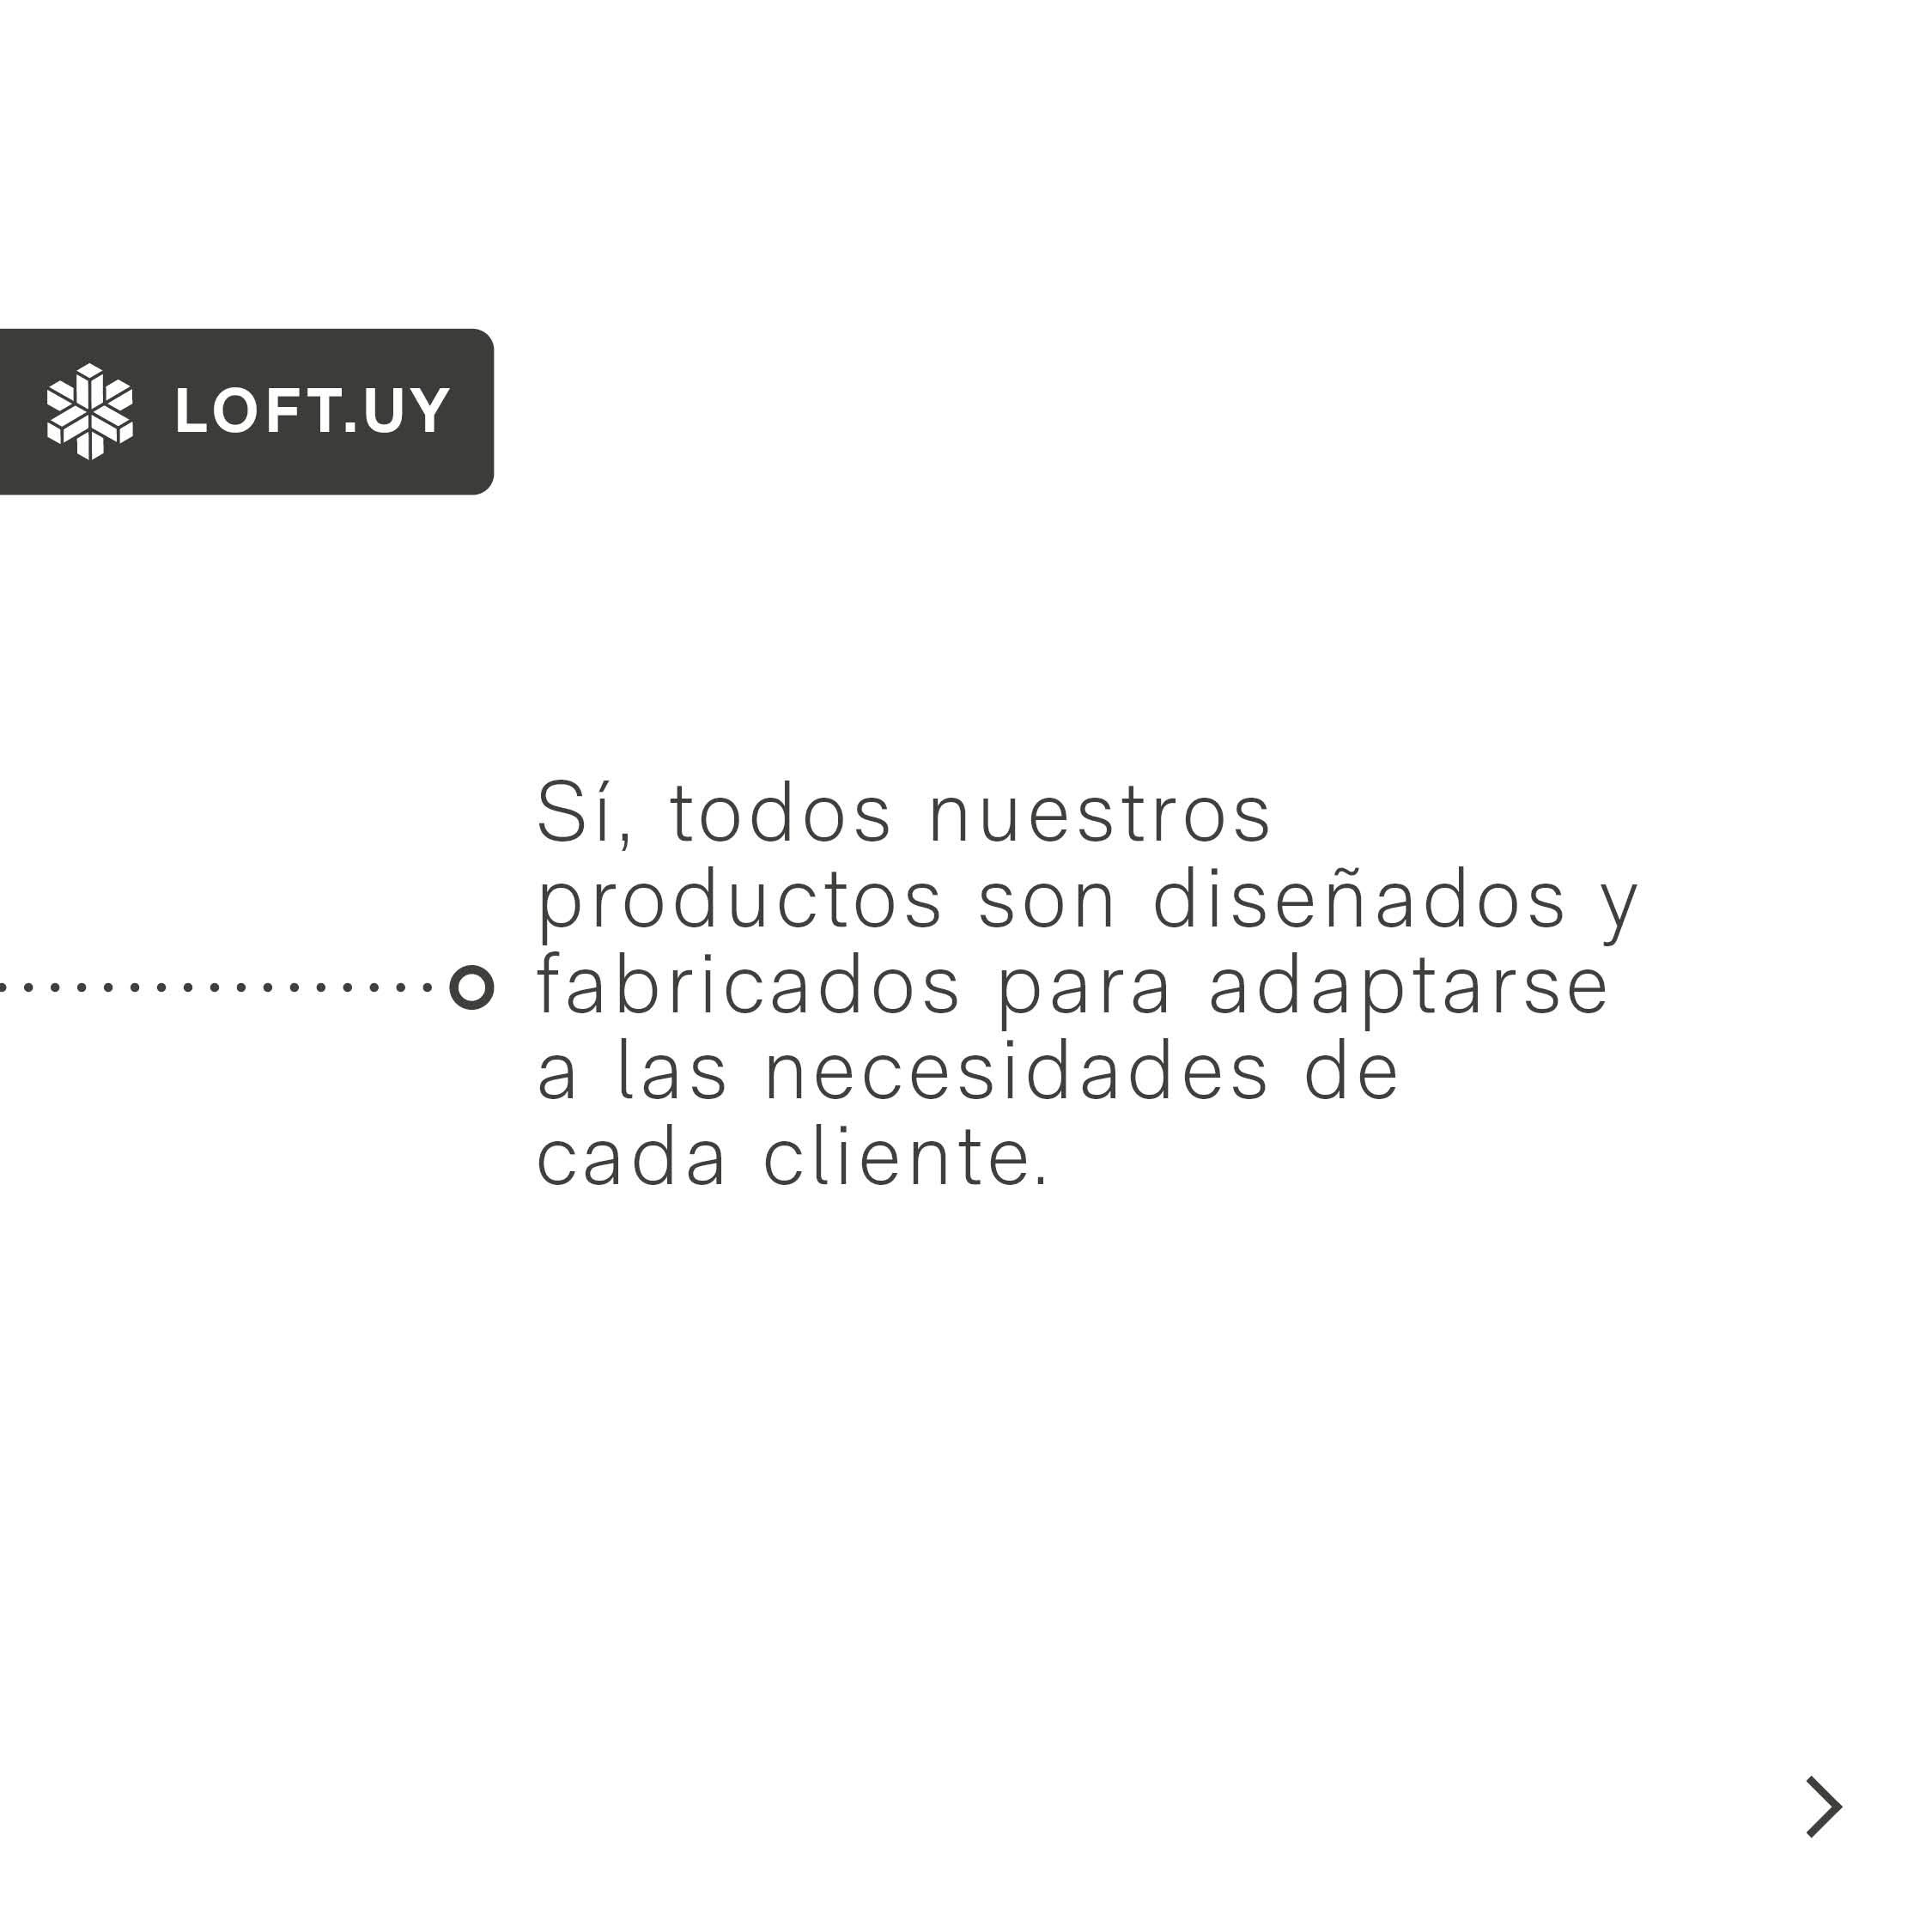 LOFT.UY
Sí, todos nuestros
productos son diseñados y
fabricados para adaptarse
a las necesidades de
cada cliente.